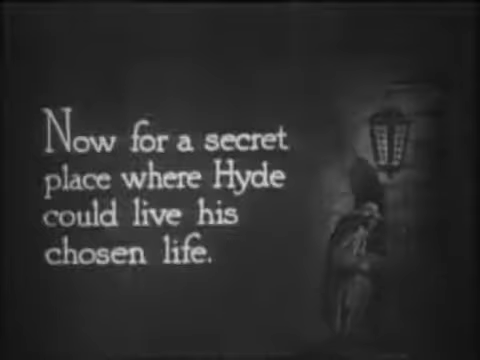 Now for a secret
place where Hyde
could live his
chosen life.